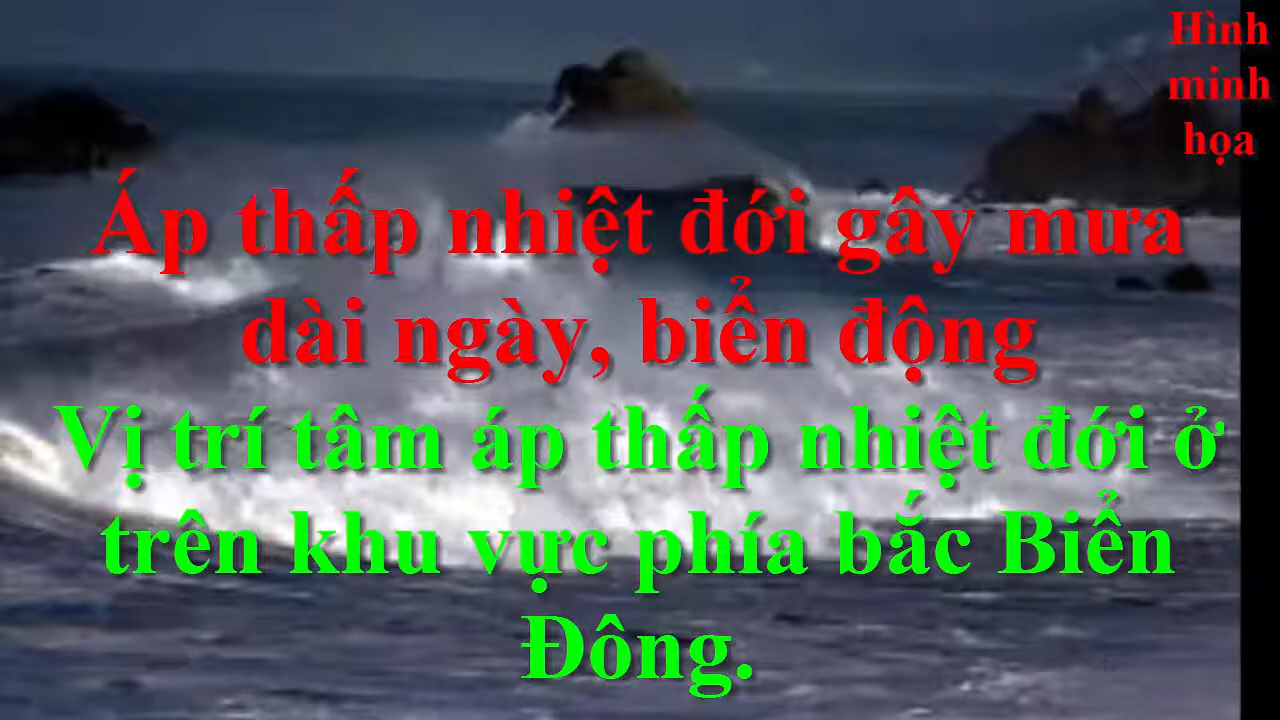 Hình
minh
họa
Áp thấp nhiệt đới gây mưa
dài ngày, biển động
Vị trí tâm áp thấp nhiệt đới ở
trên khu vực phía bắc Biển
Đông.